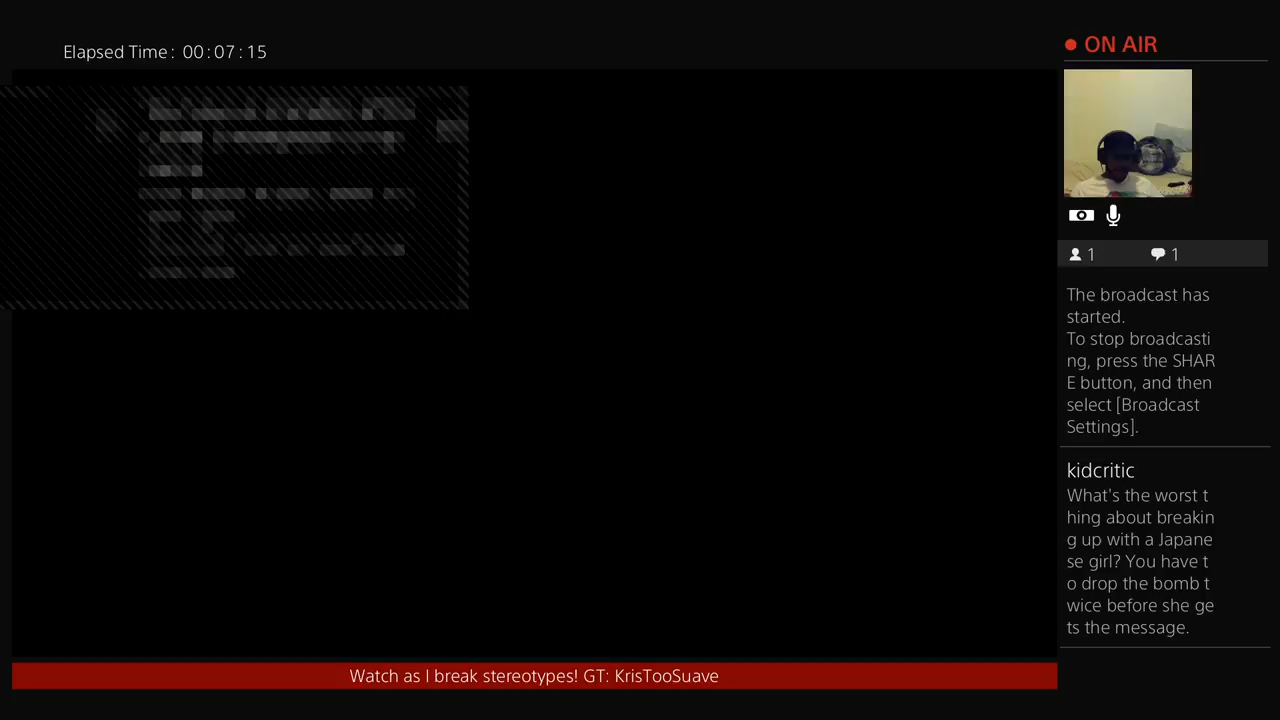 Elapsed Time: 00:07:15
ON AIR
1
1
The broadcast has
started.
To stop broadcasti
ng, press the SHAR
E button, and then
select [Broadcast
Settings].
kidcritic
What's the worst t
hing about breakin
g up with a Japane
se girl? You have t
o drop the bomb t
wice before she ge
ts the message.
Watch as I break stereotypes! GT: KrisTooSuave